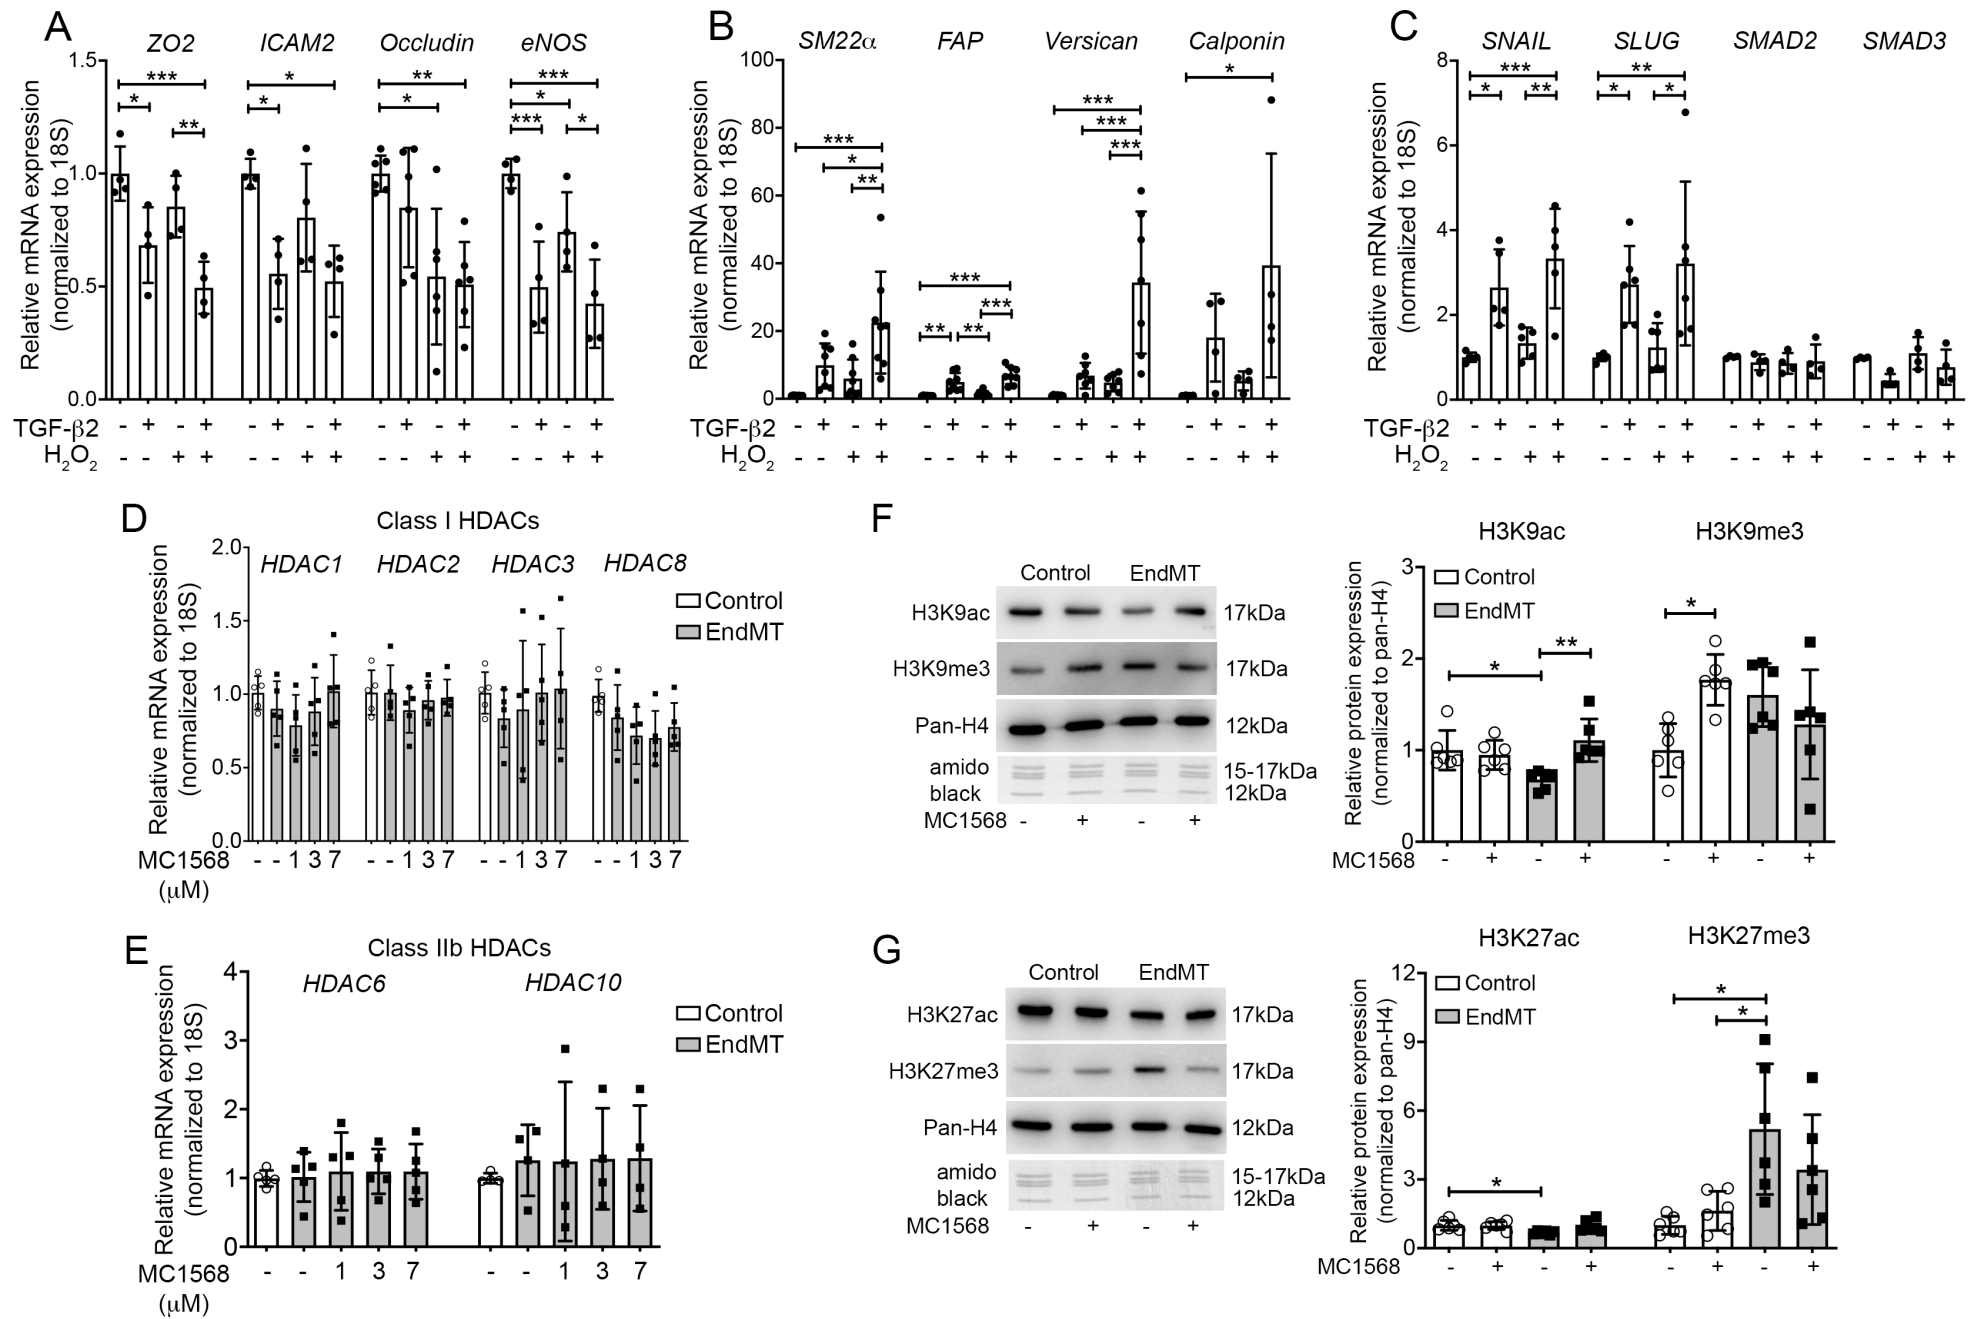 A
ZO2 ICAM2 Occludin eNOS
Relative mRNA expression
(normalized to 18S)
1.5
1.0
0.5
0.0
*** * ** ***
* * * *
** *** *
TGF-β2 - + - + - + - + - + - + - + - +
H2O2 - - + + - - + + - - + + - - + +
B
SM22α FAP Versican Calponin
Relative mRNA expression
(normalized to 18S)
100
80
60
40
20
0
*
***
***
*** ***
*
**
***
***
** **
TGF-β2 - + - + - + - + - + - + - + - +
H2O2 - - + + - - + + - - + + - - + +
C
SNAIL SLUG SMAD2 SMAD3
Relative mRNA expression
(normalized to 18S)
8
6
4
2
0
*** **
* ** * *
TGF-β2 - + - + - + - + - + - + - + - +
H2O2 - - + + - - + + - - + + - - + +
D
Class I HDACs
HDAC1 HDAC2 HDAC3 HDAC8
Relative mRNA expression
(normalized to 18S)
2.0
1.5
1.0
0.5
0.0
Control
EndMT
MC1568 - - 1 3 7 - - 1 3 7 - - 1 3 7 - - 1 3 7
(μM)
E
Class IIb HDACs
HDAC6 HDAC10
Relative mRNA expression
(normalized to 18S)
4
3
2
1
0
Control
EndMT
MC1568 - - 1 3 7 - - 1 3 7
(μM)
F
Control EndMT
H3K9ac 17kDa
H3K9me3 17kDa
Pan-H4 12kDa
amido 15-17kDa
black 12kDa
MC1568 - + - +
H3K9ac H3K9me3
Relative protein expression
(normalized to pan-H4)
3
2
1
0
Control
EndMT
*
**
*
MC1568 - + - + - + - +
G
Control EndMT
H3K27ac 17kDa
H3K27me3 17kDa
Pan-H4 12kDa
amido 15-17kDa
black 12kDa
MC1568 - + - +
H3K27ac H3K27me3
Relative protein expression
(normalized to pan-H4)
12
9
6
3
0
Control
EndMT
*
*
*
MC1568 - + - + - + - +